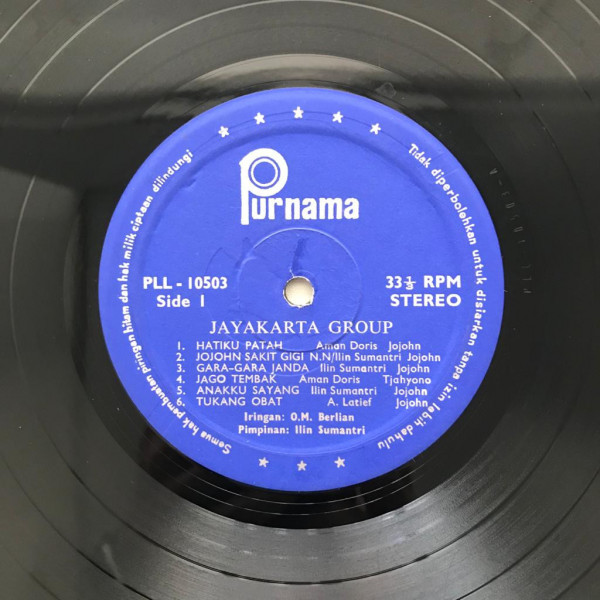 Purnama
PLL - 10503
Side 1
33⅓ RPM
STEREO
JAYAKARTA GROUP
1. HATIKU PATAH Aman Doris Jojohn
2. JOJOHN SAKIT GIGI N.N/Ilin Sumantri Jojohn
3. GARA-GARA JANDA Ilin Sumantri Jojohn
4. JAGO TEMBAK Aman Doris Tjahyono
5. ANAKKU SAYANG Ilin Sumantri Jojohn
6. TUKANG OBAT A. Latief Jojohn
Iringan: O.M. Berlian
Pimpinan: Ilin Sumantri
Semua hak pembuatan piringan hitam dan hak milik ciptaan dilindungi
Tidak diperbolehkan untuk disiarkan tanpa izin lebih dahulu